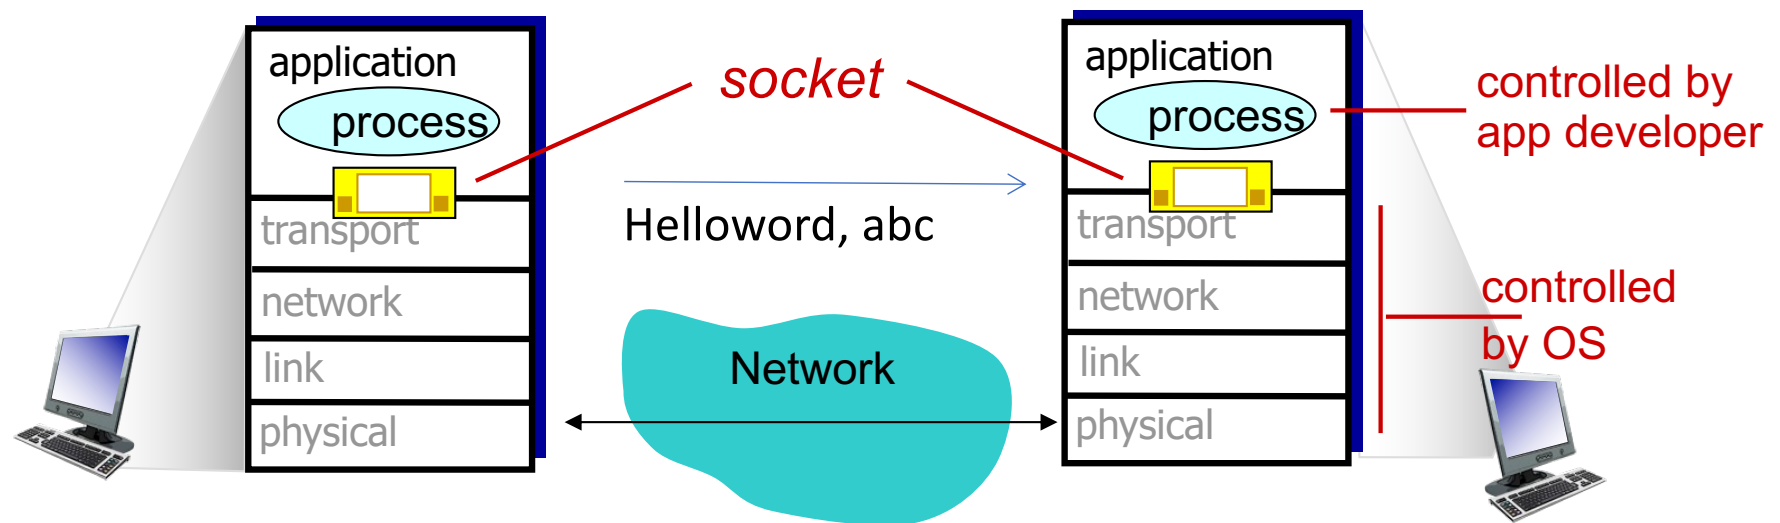 application
process
transport
network
link
physical
socket
Helloword, abc
Network
application
process
transport
network
link
physical
controlled by
app developer
controlled
by OS